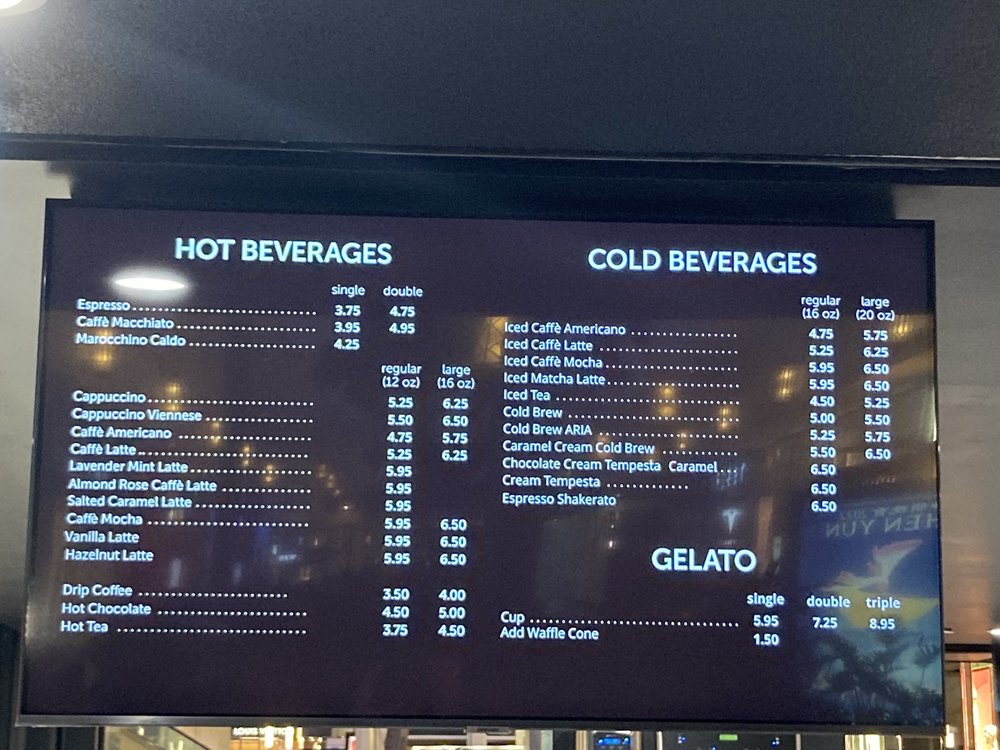 HOT BEVERAGES
single double
Espresso 3.75 4.75
Caffè Macchiato 3.95 4.95
Marocchino Caldo 4.25
regular large
(12 oz) (16 oz)
Cappuccino 5.25 6.25
Cappuccino Viennese 5.50 6.50
Caffè Americano 4.75 5.75
Caffè Latte 5.25 6.25
Lavender Mint Latte 5.95
Almond Rose Caffè Latte 5.95
Salted Caramel Latte 5.95
Caffè Mocha 5.95 6.50
Vanilla Latte 5.95 6.50
Hazelnut Latte 5.95 6.50
Drip Coffee 3.50 4.00
Hot Chocolate 4.50 5.00
Hot Tea 3.75 4.50
COLD BEVERAGES
regular large
(16 oz) (20 oz)
Iced Caffè Americano 4.75 5.75
Iced Caffè Latte 5.25 6.25
Iced Caffè Mocha 5.95 6.50
Iced Matcha Latte 5.95 6.50
Iced Tea 4.50 5.25
Cold Brew 5.00 5.50
Cold Brew ARIA 5.25 5.75
Caramel Cream Cold Brew 5.50 6.50
Chocolate Cream Tempesta Caramel 6.50
Cream Tempesta 6.50
Espresso Shakerato 6.50
GELATO
single double triple
Cup 5.95 7.25 8.95
Add Waffle Cone 1.50
HEN YUN